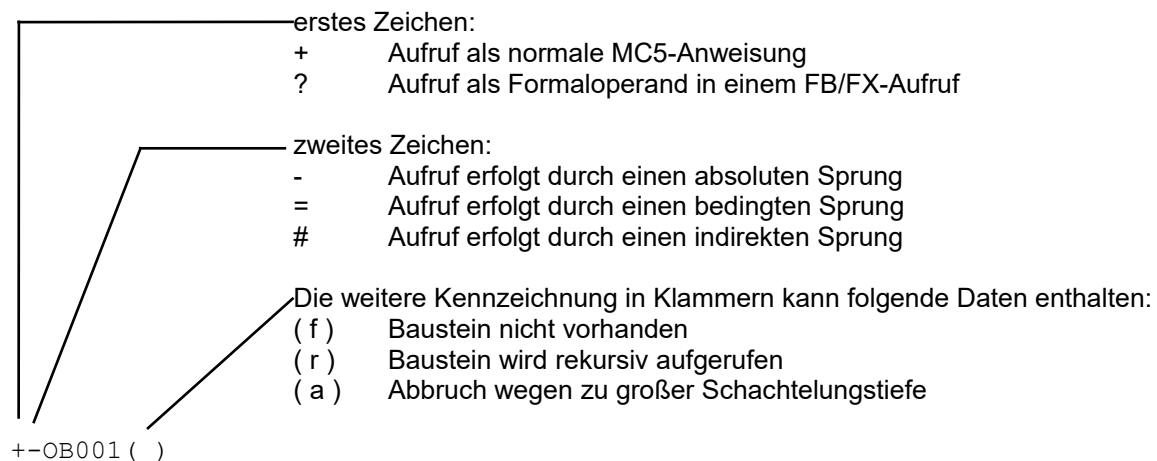 erstes Zeichen:
+ Aufruf als normale MC5-Anweisung
? Aufruf als Formaloperand in einem FB/FX-Aufruf
zweites Zeichen:
- Aufruf erfolgt durch einen absoluten Sprung
= Aufruf erfolgt durch einen bedingten Sprung
# Aufruf erfolgt durch einen indirekten Sprung
Die weitere Kennzeichnung in Klammern kann folgende Daten enthalten:
( f ) Baustein nicht vorhanden
( r ) Baustein wird rekursiv aufgerufen
( a ) Abbruch wegen zu großer Schachtelungstiefe
+-OB001( )